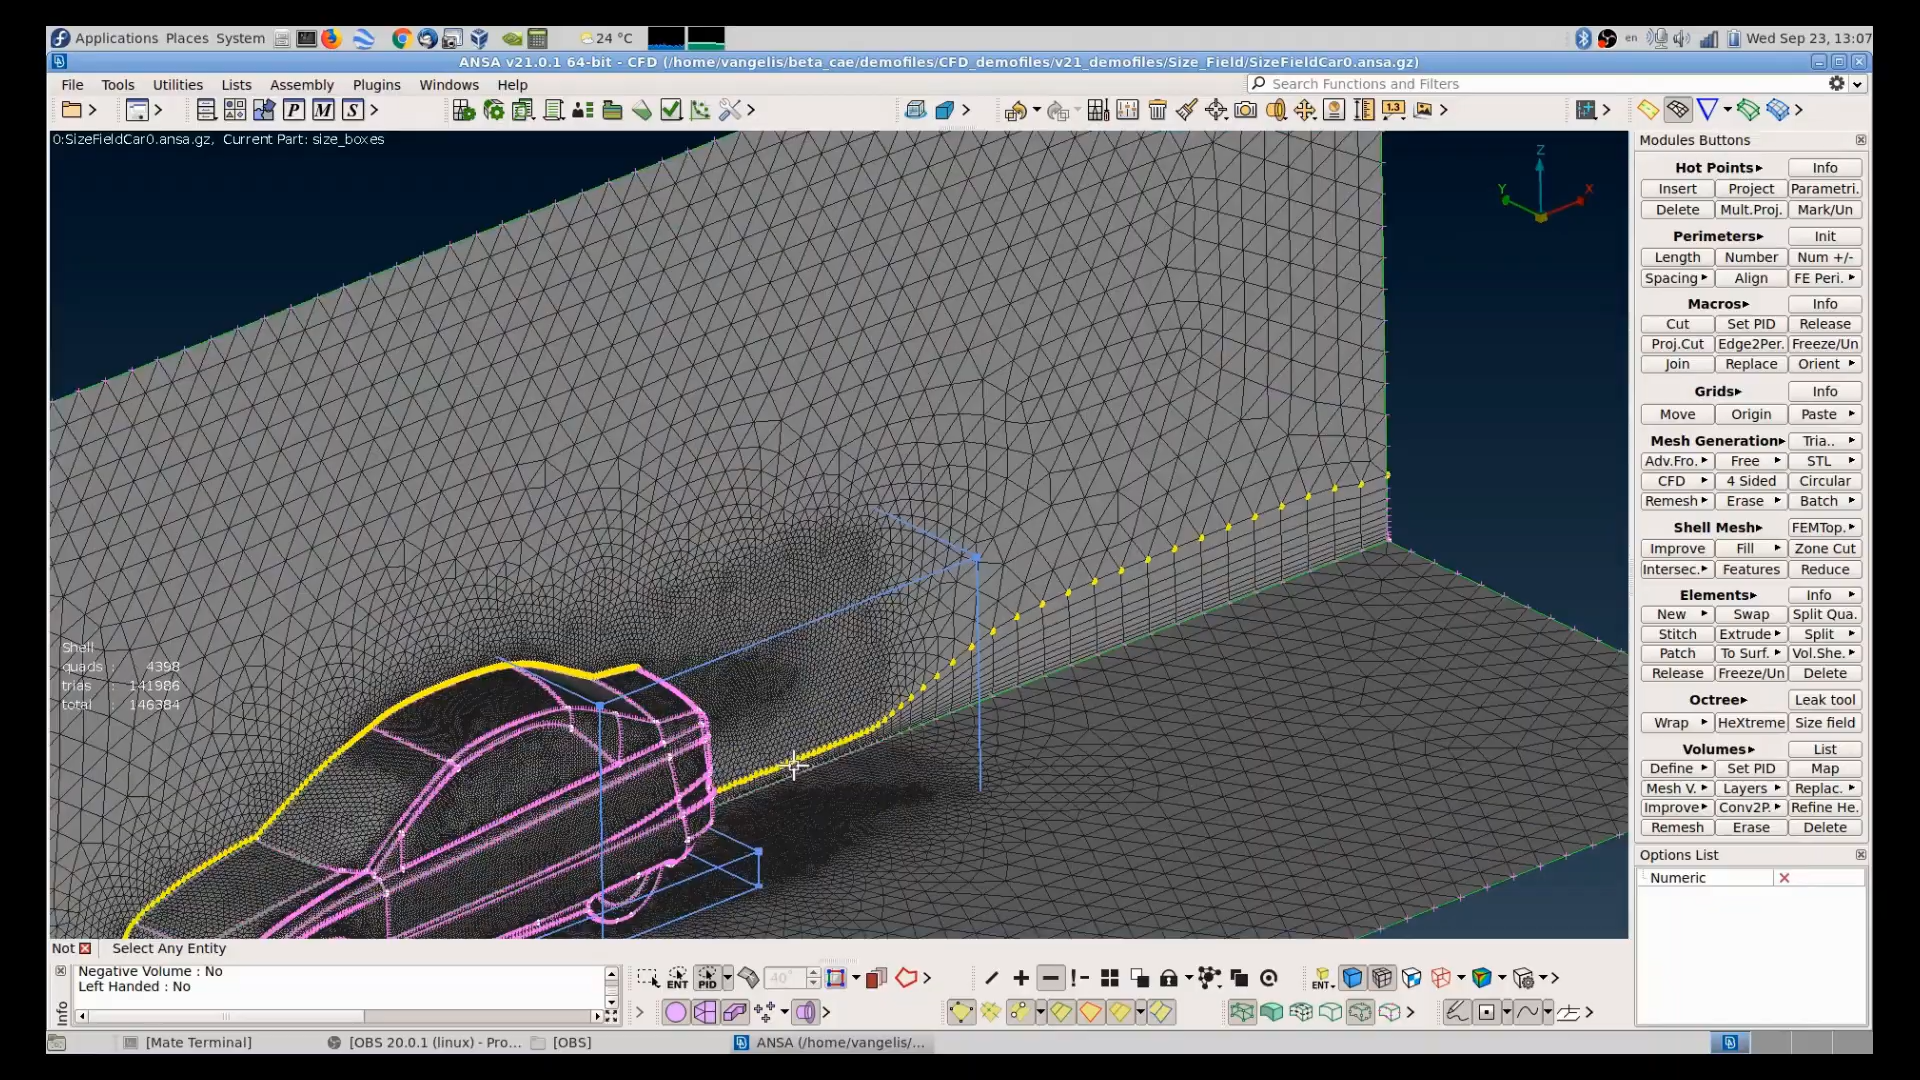 Applications Places System 24 °C en Wed Sep 23, 13:07
ANSA v21.0.1 64-bit - CFD (/home/vangelis/beta_cae/demofiles/CFD_demofiles/v21_demofiles/Size_Field/SizeFieldCar0.ansa.gz)
File Tools Utilities Lists Assembly Plugins Windows Help Search Functions and Filters
P M S 1.3
0:SizeFieldCar0.ansa.gz, Current Part: size_boxes
Z
Y X
Shell
quads : 4398
trias : 141986
total : 146384
Modules Buttons
Hot Points Info
Insert Project Parametri.
Delete Mult.Proj. Mark/Un
Perimeters Init
Length Number Num +/-
Spacing Align FE Peri.
Macros Info
Cut Set PID Release
Proj.Cut Edge2Per. Freeze/Un
Join Replace Orient
Grids Info
Move Origin Paste
Mesh Generation Tria..
Adv.Fro. Free STL
CFD 4 Sided Circular
Remesh Erase Batch
Shell Mesh FEMTop.
Improve Fill Zone Cut
Intersec. Features Reduce
Elements Info
New Swap Split Qua.
Stitch Extrude Split
Patch To Surf. Vol.She.
Release Freeze/Un Delete
Octree Leak tool
Wrap HeXtreme Size field
Volumes List
Define Set PID Map
Mesh V. Layers Replac.
Improve Conv2P. Refine He.
Remesh Erase Delete
Options List
Numeric
Not Select Any Entity
Info
Negative Volume : No
Left Handed : No
ENT PID 40° ENT
[Mate Terminal] [OBS 20.0.1 (linux) - Pro... [OBS] ANSA (/home/vangelis/...